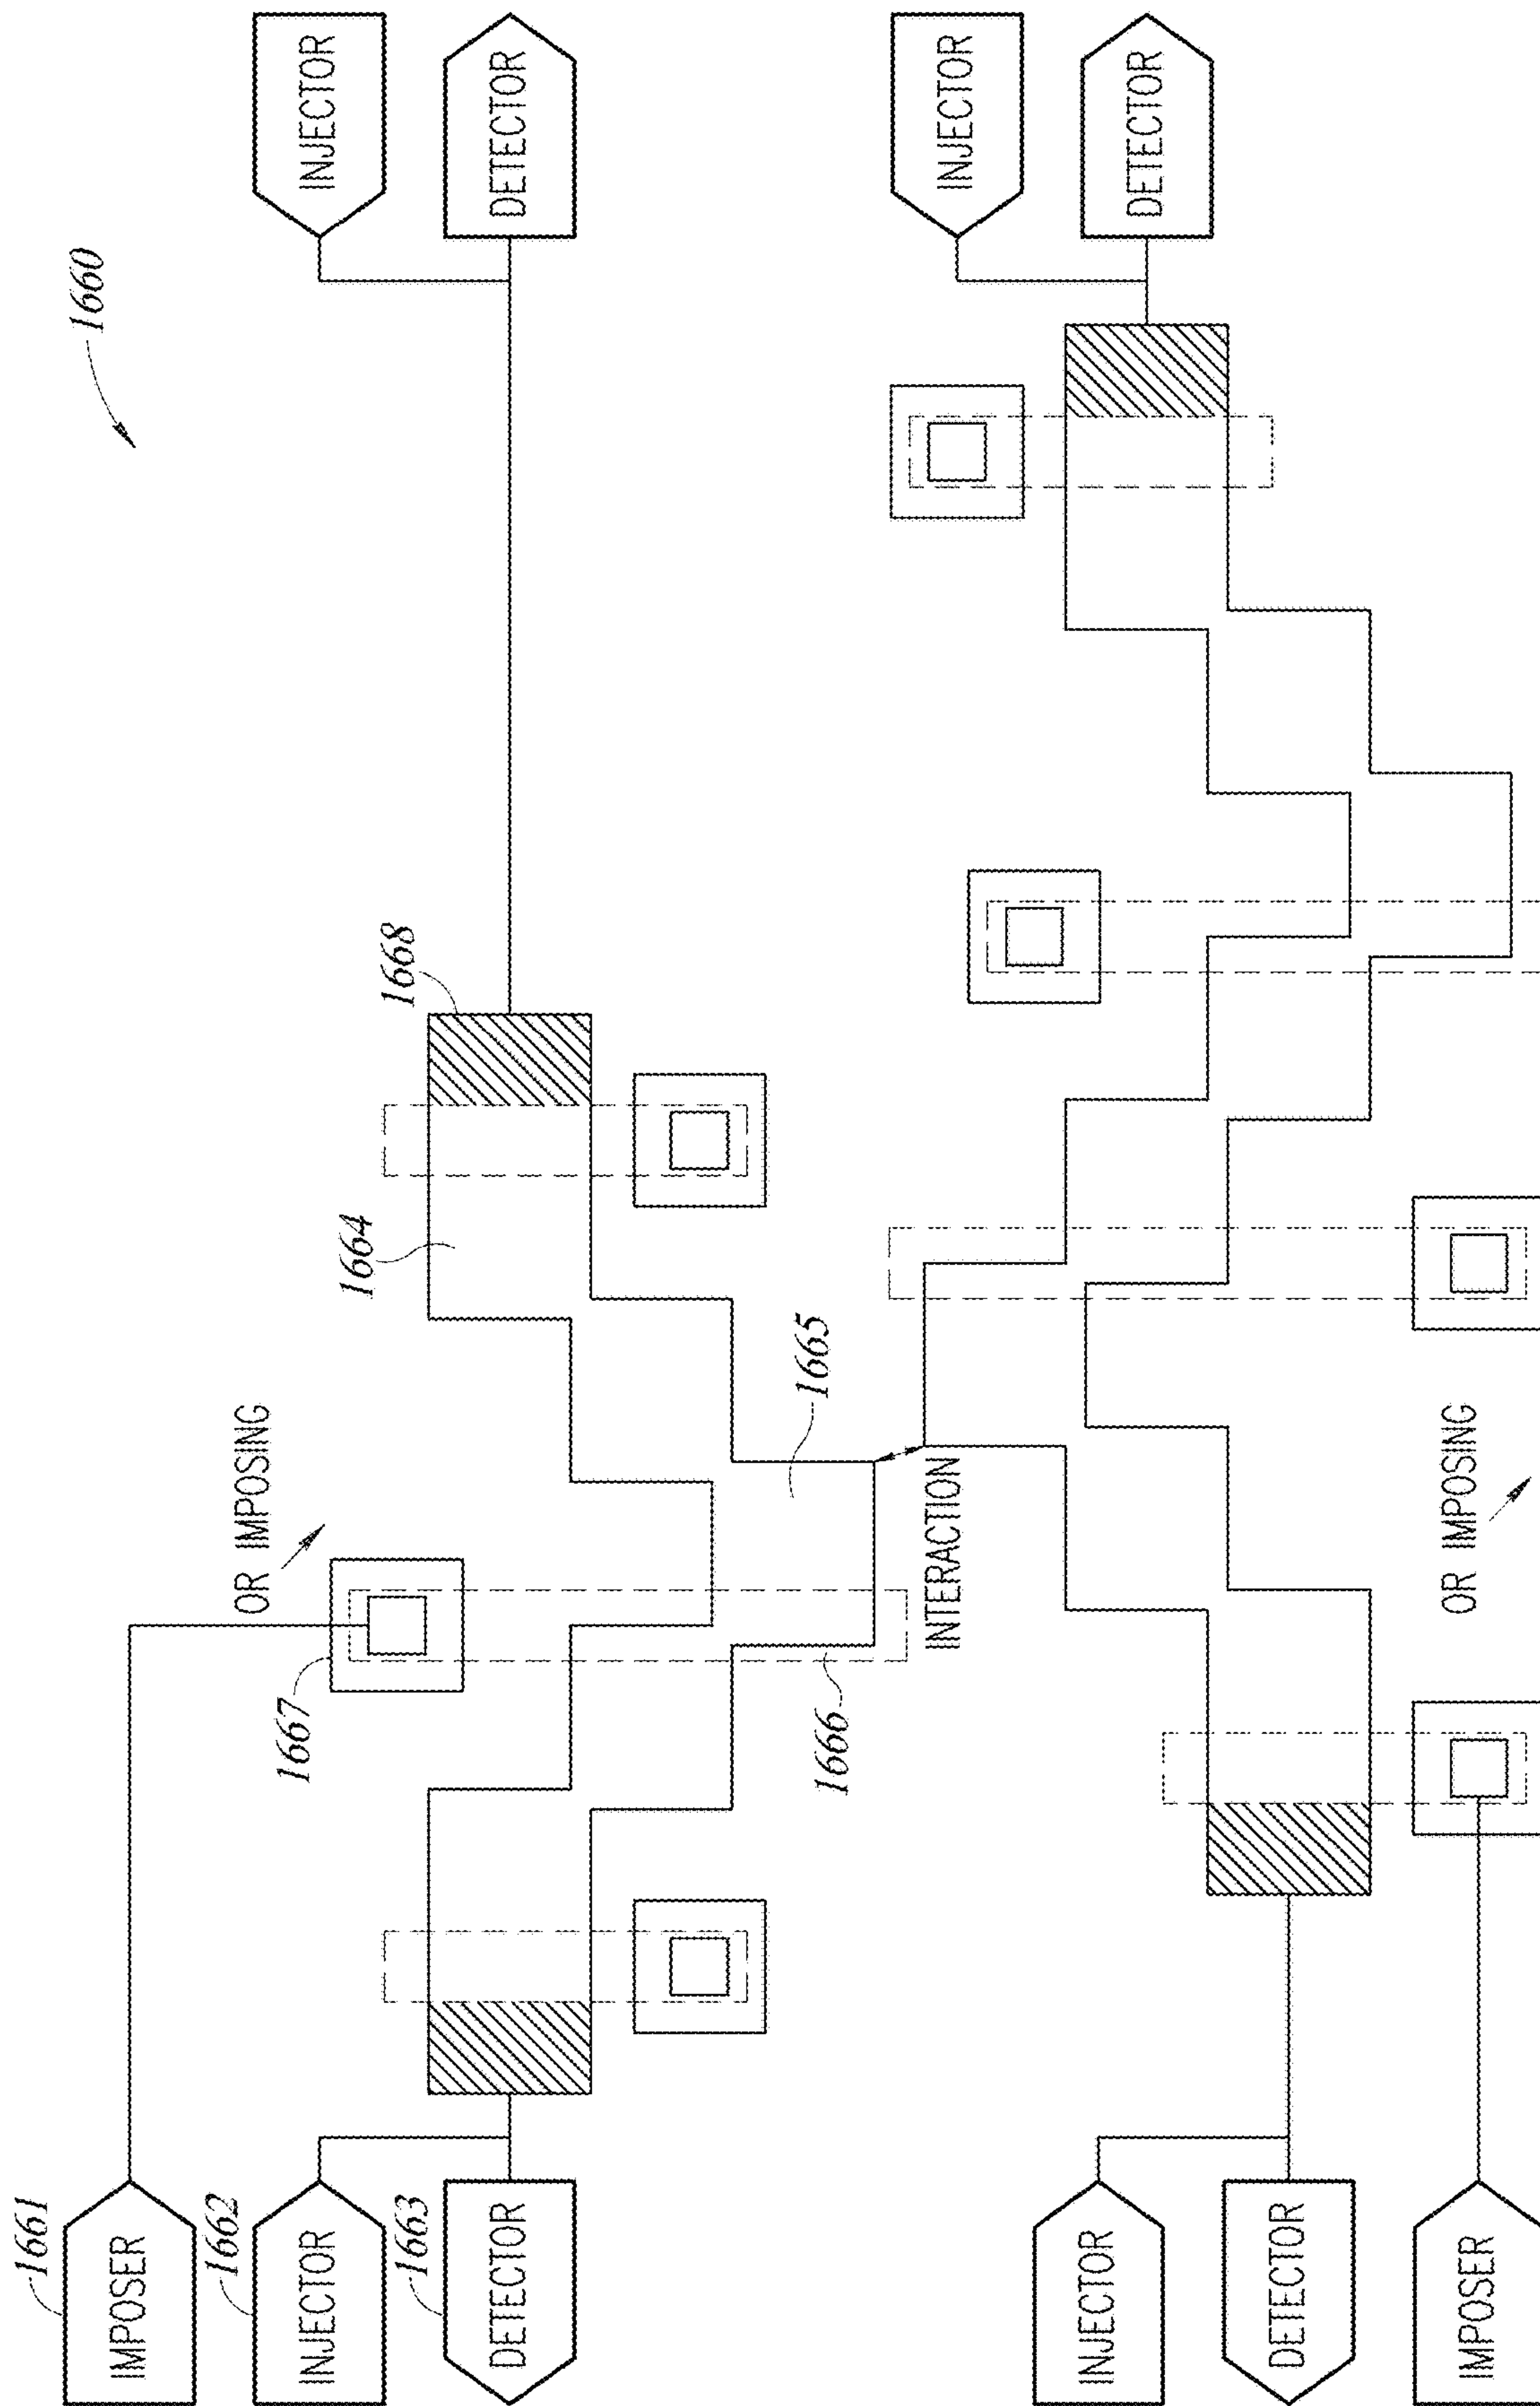 1660
1661
IMPOSER
1662
INJECTOR
1663
DETECTOR
1667
OR IMPOSING
1664
1668
INJECTOR
DETECTOR
1666
1665
INTERACTION
INJECTOR
DETECTOR
IMPOSER
OR IMPOSING
INJECTOR
DETECTOR